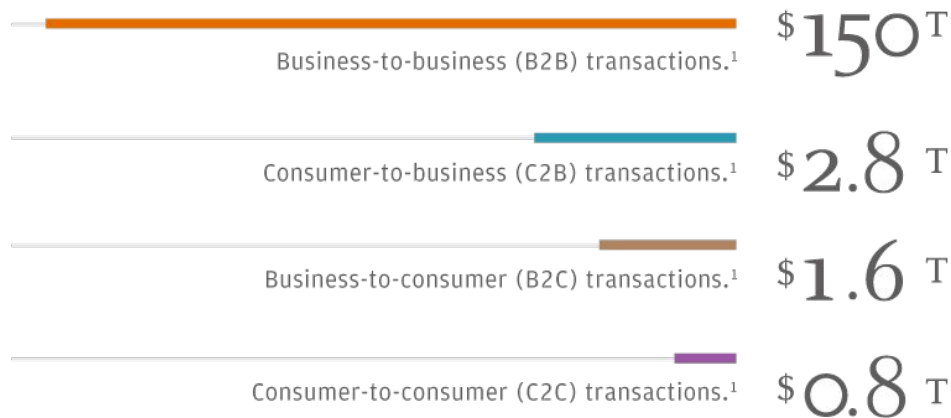 $150T
Business-to-business (B2B) transactions.¹
$2.8 T
Consumer-to-business (C2B) transactions.¹
$1.6 T
Business-to-consumer (B2C) transactions.¹
$0.8 T
Consumer-to-consumer (C2C) transactions.¹